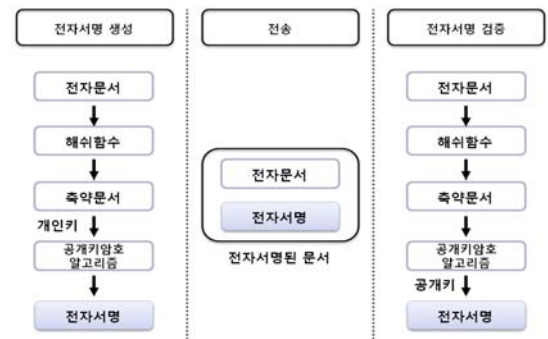 전자서명 생성
전자문서
해쉬함수
축약문서
개인키
공개키암호
알고리즘
전자서명
전송
전자문서
전자서명
전자서명된 문서
전자서명 검증
전자문서
해쉬함수
축약문서
공개키암호
알고리즘
공개키
전자서명